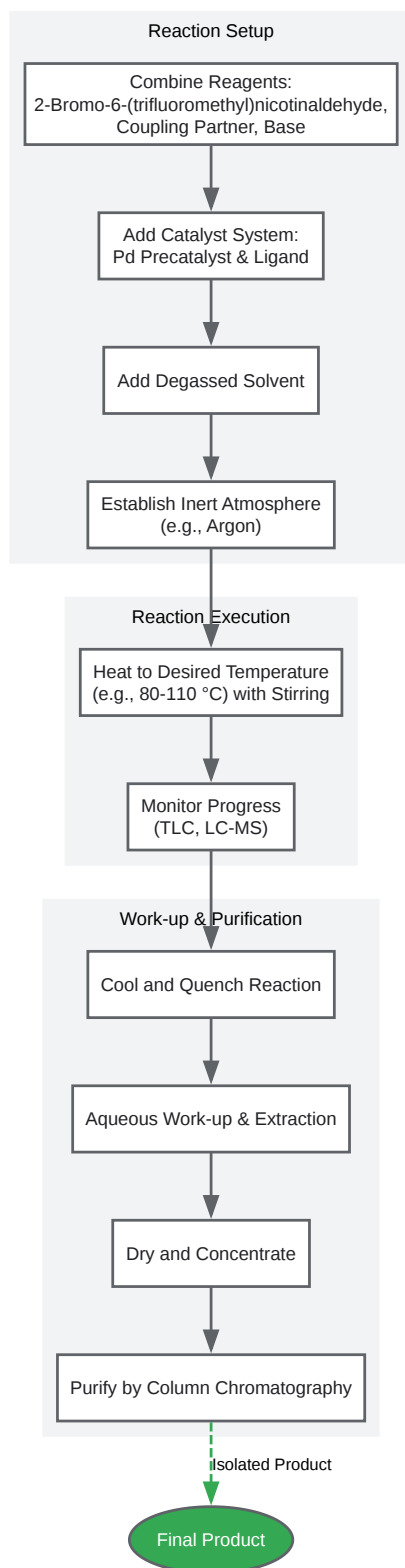 Reaction Setup
Combine Reagents:
2-Bromo-6-(trifluoromethyl)nicotinaldehyde,
Coupling Partner, Base
Add Catalyst System:
Pd Precatalyst & Ligand
Add Degassed Solvent
Establish Inert Atmosphere
(e.g., Argon)
Reaction Execution
Heat to Desired Temperature
(e.g., 80-110 °C) with Stirring
Monitor Progress
(TLC, LC-MS)
Work-up & Purification
Cool and Quench Reaction
Aqueous Work-up & Extraction
Dry and Concentrate
Purify by Column Chromatography
Isolated Product
Final Product